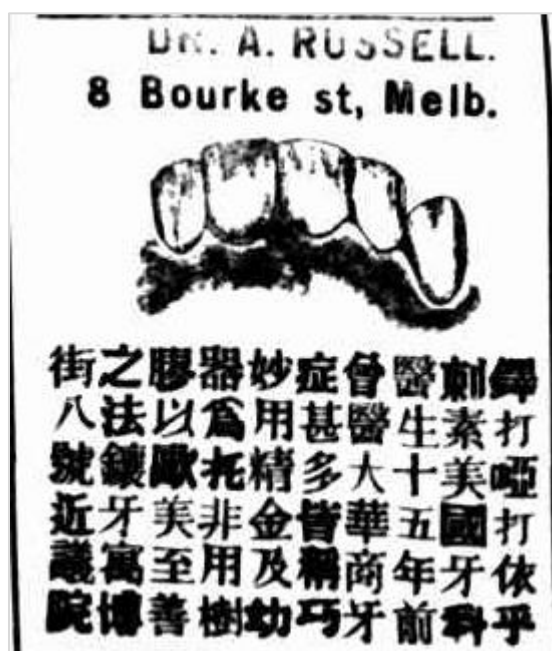 DR. A. RUSSELL.
8 Bourke st, Melb.
鐸打啞打依乎
刺素美國牙科
醫生十五年前
曾醫大華商牙
症甚多皆稱巧
妙用精金及幼
器爲托非用樹
膠以歐美至善
之法鑲牙寓博
街八號近議院